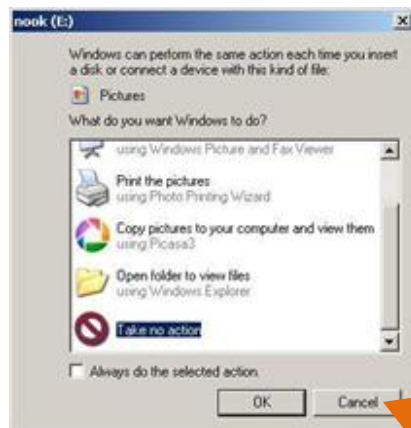 nook (E:)
Windows can perform the same action each time you insert
a disk or connect a device with this kind of file:
Pictures
What do you want Windows to do?
using Windows Picture and Fax Viewer
Print the pictures
using Photo Printing Wizard
Copy pictures to your computer and view them
using Picasa3
Open folder to view files
using Windows Explorer
Take no action
Always do the selected action.
OK
Cancel